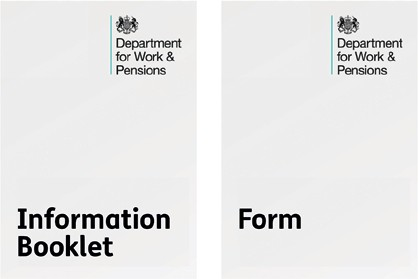 Department
for Work &
Pensions
Information
Booklet
Department
for Work &
Pensions
Form